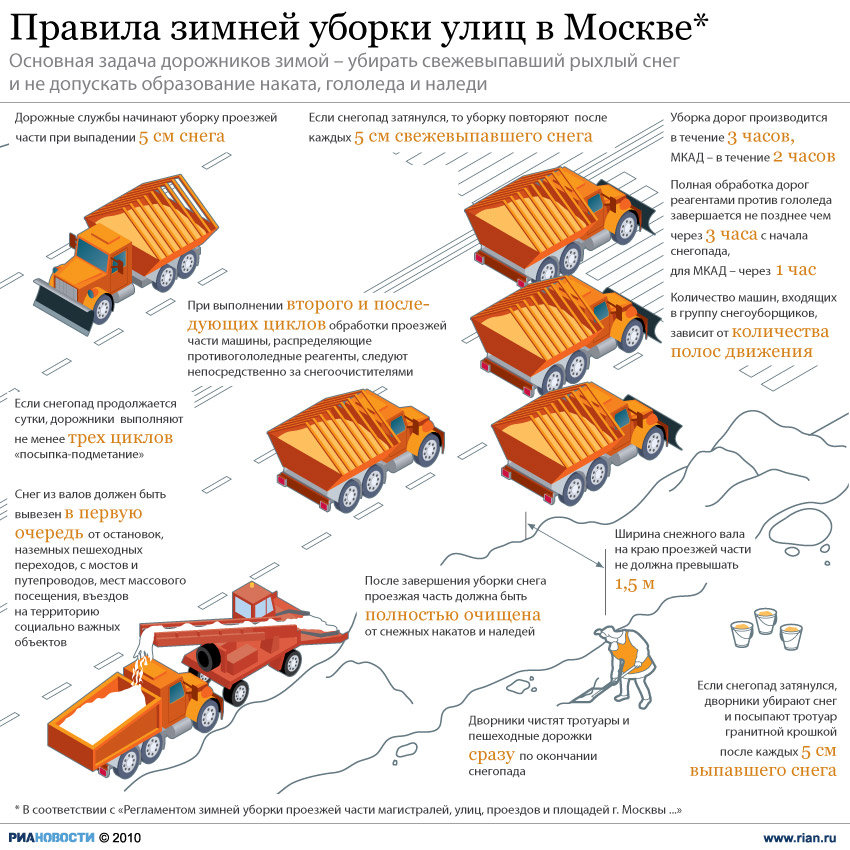 Правила зимней уборки улиц в Москве*
Основная задача дорожников зимой – убирать свежевыпавший рыхлый снег
и не допускать образование наката, гололеда и наледи
Дорожные службы начинают уборку проезжей
части при выпадении 5 см снега
Если снегопад затянулся, то уборку повторяют после
каждых 5 см свежевыпавшего снега
Уборка дорог производится
в течение 3 часов,
МКАД – в течение 2 часов
Полная обработка дорог
реагентами против гололеда
завершается не позднее чем
через 3 часа с начала
снегопада,
для МКАД – через 1 час
Количество машин, входящих
в группу снегоуборщиков,
зависит от количества
полос движения
При выполнении второго и после-
дующих циклов обработки проезжей
части машины, распределяющие
противогололедные реагенты, следуют
непосредственно за снегоочистителями
Если снегопад продолжается
сутки, дорожники выполняют
не менее трех циклов
«посыпка-подметание»
Снег из валов должен быть
вывезен в первую
очередь от остановок,
наземных пешеходных
переходов, с мостов и
путепроводов, мест массового
посещения, въездов
на территорию
социально важных
объектов
После завершения уборки снега
проезжая часть должна быть
полностью очищена
от снежных накатов и наледей
Ширина снежного вала
на краю проезжей части
не должна превышать
1,5 м
Дворники чистят тротуары и
пешеходные дорожки
сразу по окончании
снегопада
Если снегопад затянулся,
дворники убирают снег
и посыпают тротуар
гранитной крошкой
после каждых 5 см
выпавшего снега
* В соответствии с «Регламентом зимней уборки проезжей части магистралей, улиц, проездов и площадей г. Москвы ...»
РИАНОВОСТИ © 2010
www.rian.ru